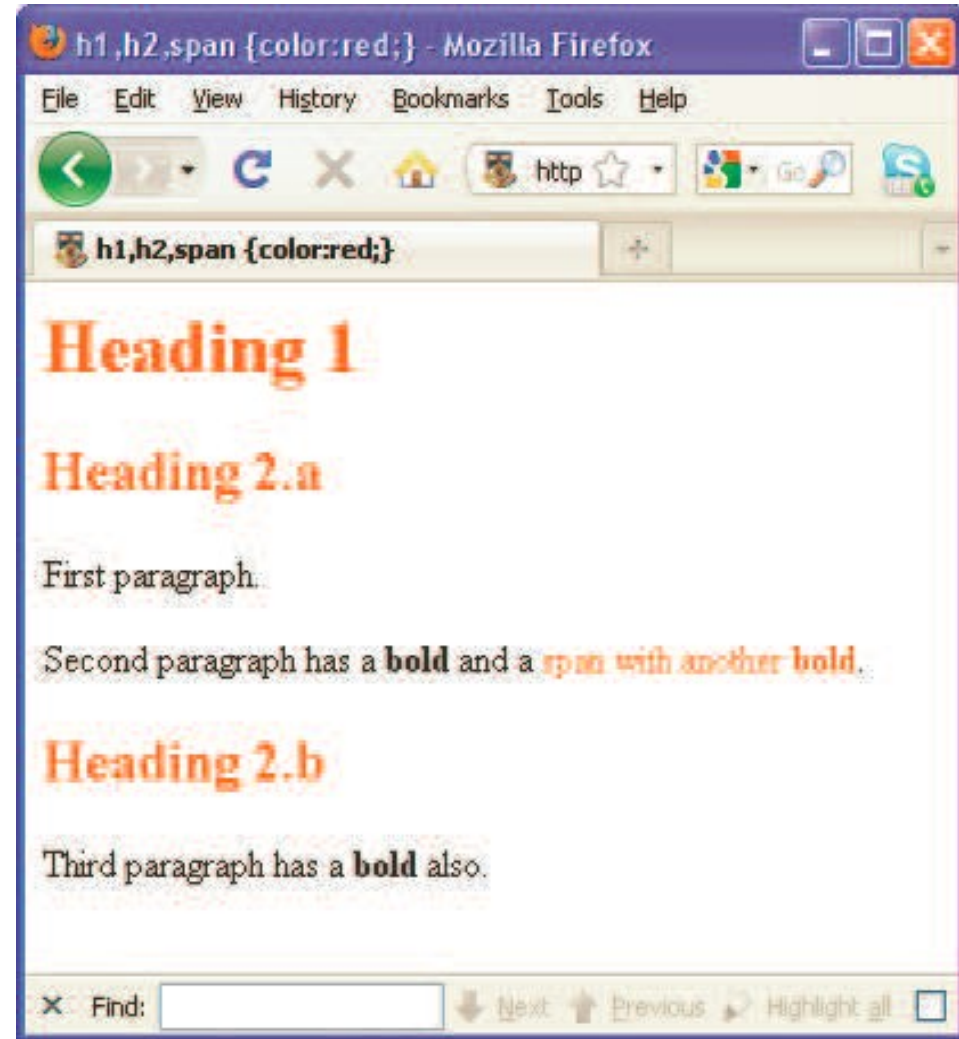 h1,h2,span {color:red;} - Mozilla Firefox
File Edit View History Bookmarks Tools Help
http Go
h1,h2,span {color:red;}
Heading 1
Heading 2.a
First paragraph.
Second paragraph has a bold and a span with another bold.
Heading 2.b
Third paragraph has a bold also.
× Find: Next Previous Highlight all